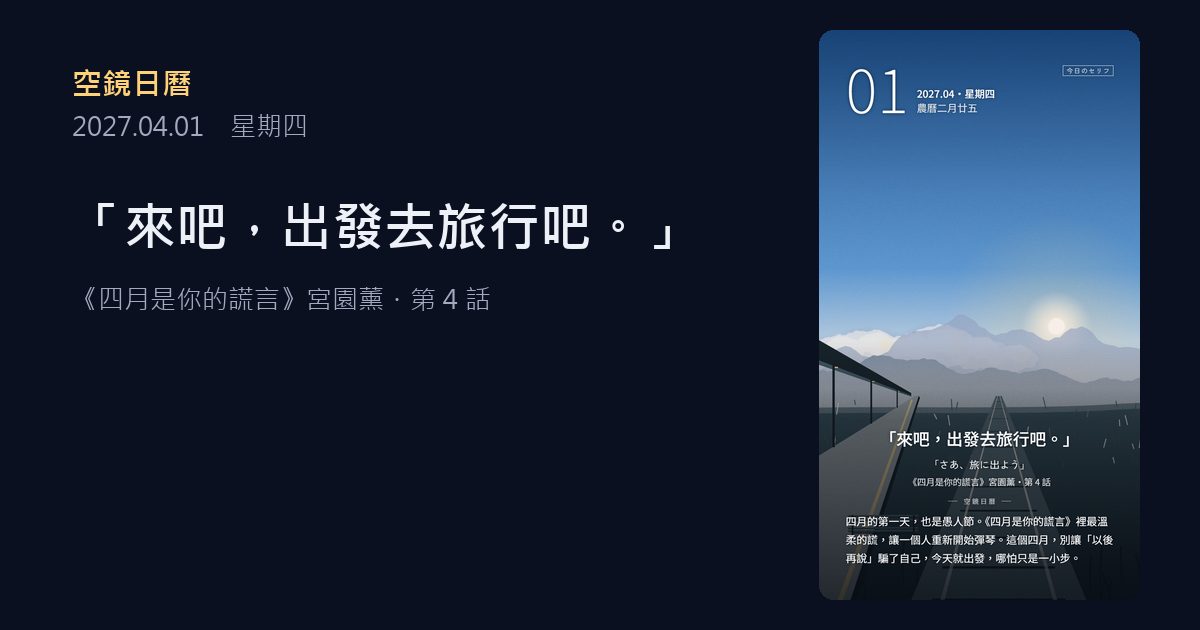 空鏡日曆
2027.04.01 星期四
「來吧，出發去旅行吧。」
《四月是你的謊言》宮園薫·第 4 話
01
2027.04・星期四
農曆二月廿五
今日のセリフ
「來吧，出發去旅行吧。」
「さあ、旅に出よう」
《四月是你的謊言》宮園薫・第 4 話
— 空鏡日曆 —
四月的第一天，也是愚人節。《四月是你的謊言》裡最溫
柔的謊，讓一個人重新開始彈琴。這個四月，別讓「以後
再說」騙了自己，今天就出發，哪怕只是一小步。